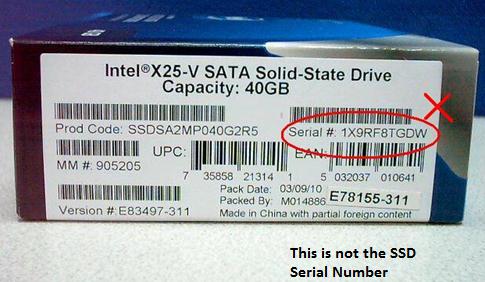 Intel®X25-V SATA Solid-State Drive
Capacity: 40GB
Prod Code: SSDSA2MP040G2R5
Serial #: 1X9RF8TGDW
MM #: 905205
UPC:
EAN:
7 35858 21314 1
5 032037 010641
Pack Date: 03/09/10
Packed By: M014886
E78155-311
Version #:E83497-311
Made in China with partial foreign content
This is not the SSD
Serial Number